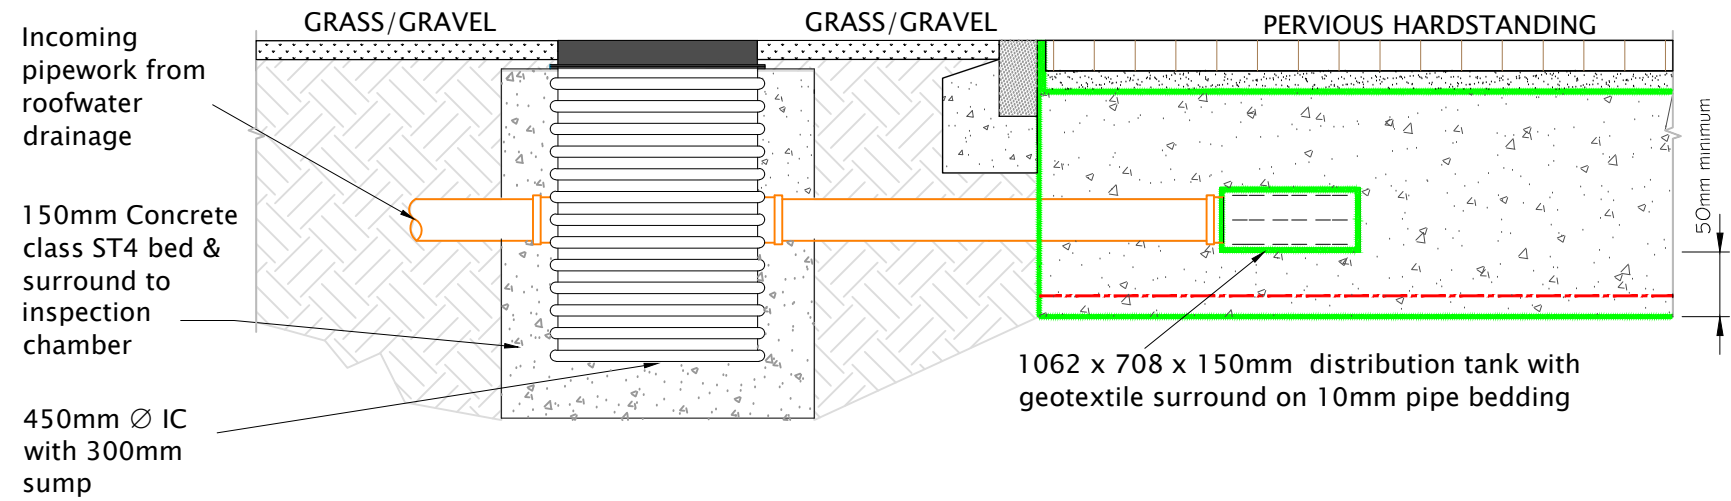 GRASS/GRAVEL
GRASS/GRAVEL
PERVIOUS HARDSTANDING
Incoming
pipework from
roofwater
drainage
150mm Concrete
class ST4 bed &
surround to
inspection
chamber
450mm Ø IC
with 300mm
sump
50mm minimum
1062 x 708 x 150mm distribution tank with
geotextile surround on 10mm pipe bedding